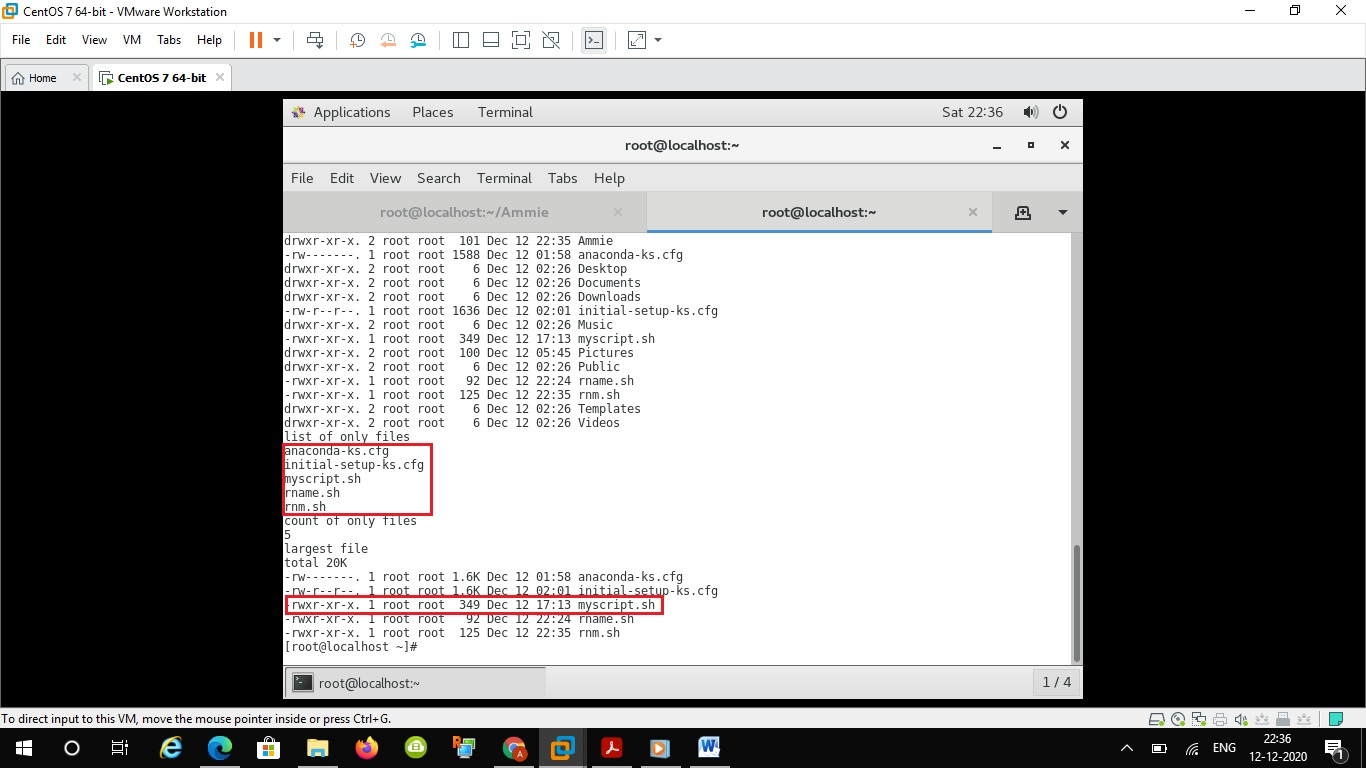 CentOS 7 64-bit - VMware Workstation
File Edit View VM Tabs Help
Home CentOS 7 64-bit
Applications Places Terminal Sat 22:36
root@localhost:~
File Edit View Search Terminal Tabs Help
root@localhost:~/Ammie root@localhost:~
drwxr-xr-x. 2 root root  101 Dec 12 22:35 Ammie
-rw-------. 1 root root 1588 Dec 12 01:58 anaconda-ks.cfg
drwxr-xr-x. 2 root root    6 Dec 12 02:26 Desktop
drwxr-xr-x. 2 root root    6 Dec 12 02:26 Documents
drwxr-xr-x. 2 root root    6 Dec 12 02:26 Downloads
-rw-r--r--. 1 root root 1636 Dec 12 02:01 initial-setup-ks.cfg
drwxr-xr-x. 2 root root    6 Dec 12 02:26 Music
-rwxr-xr-x. 1 root root  349 Dec 12 17:13 myscript.sh
drwxr-xr-x. 2 root root  100 Dec 12 05:45 Pictures
drwxr-xr-x. 2 root root    6 Dec 12 02:26 Public
-rwxr-xr-x. 1 root root   92 Dec 12 22:24 rname.sh
-rwxr-xr-x. 1 root root  125 Dec 12 22:35 rnm.sh
drwxr-xr-x. 2 root root    6 Dec 12 02:26 Templates
drwxr-xr-x. 2 root root    6 Dec 12 02:26 Videos
list of only files
anaconda-ks.cfg
initial-setup-ks.cfg
myscript.sh
rname.sh
rnm.sh
count of only files
5
largest file
total 20K
-rw-------. 1 root root 1.6K Dec 12 01:58 anaconda-ks.cfg
-rw-r--r--. 1 root root 1.6K Dec 12 02:01 initial-setup-ks.cfg
-rwxr-xr-x. 1 root root  349 Dec 12 17:13 myscript.sh
-rwxr-xr-x. 1 root root   92 Dec 12 22:24 rname.sh
-rwxr-xr-x. 1 root root  125 Dec 12 22:35 rnm.sh
[root@localhost ~]#
root@localhost:~ 1 / 4
To direct input to this VM, move the mouse pointer inside or press Ctrl+G.
ENG 22:36
12-12-2020 1